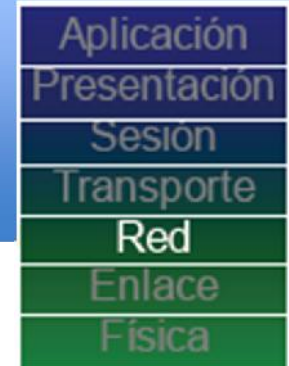 Aplicación
Presentación
Sesión
Transporte
Red
Enlace
Física